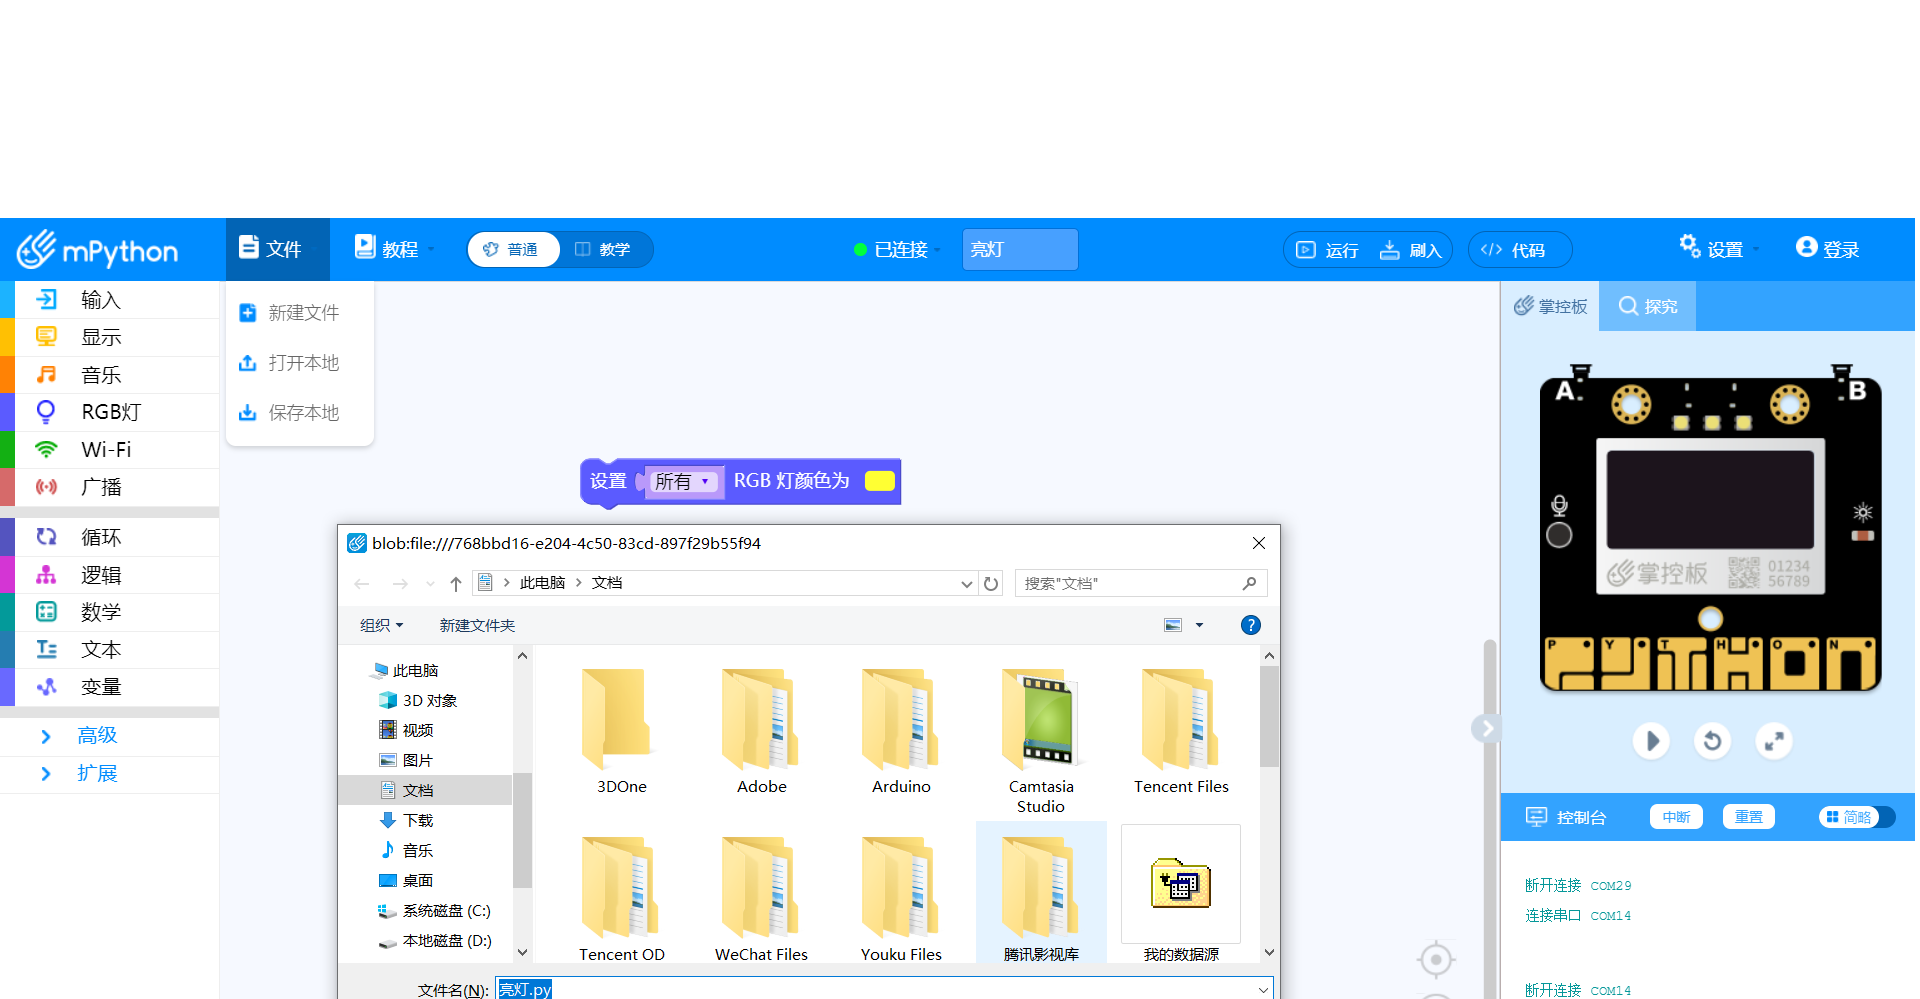 mPython
文件
教程
普通
教学
已连接
亮灯
运行
刷入
代码
设置
登录
输入
显示
音乐
RGB灯
Wi-Fi
广播
循环
逻辑
数学
文本
变量
高级
扩展
新建文件
打开本地
保存本地
设置 所有 RGB 灯颜色为
blob:file:///768bbd16-e204-4c50-83cd-897f29b55f94
此电脑 文档
搜索"文档"
组织
新建文件夹
此电脑
3D 对象
视频
图片
文档
下载
音乐
桌面
系统磁盘 (C:)
本地磁盘 (D:)
3DOne
Adobe
Arduino
Camtasia
Studio
Tencent Files
Tencent OD
WeChat Files
Youku Files
腾讯影视库
我的数据源
文件名(N):
亮灯.py
掌控板
探究
A
B
掌控板
01234
56789
P Y T H O N
PYTHON
控制台
中断
重置
简略
断开连接 COM29
连接串口 COM14
断开连接 COM14